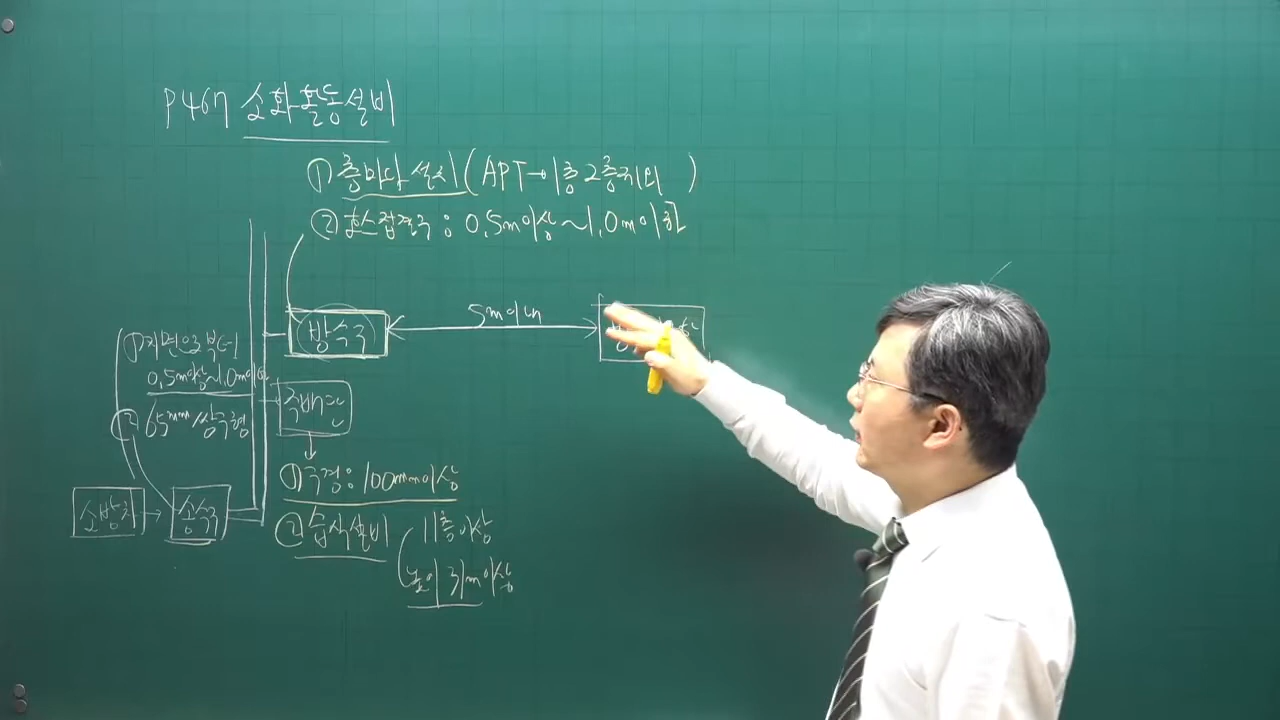 P467 소화활동설비
① 층마다 설치 (APT→1층2층제외)
② 호스접결구 : 0.5m이상~1.0m이하
방수구
5m이내
① 지면으로부터
0.5m이상~1.0m이하
② 65mm 쌍구형
주배관
① 구경: 100mm이상
소방차
송수구
② 습식설비
11층이상
높이 31m이상